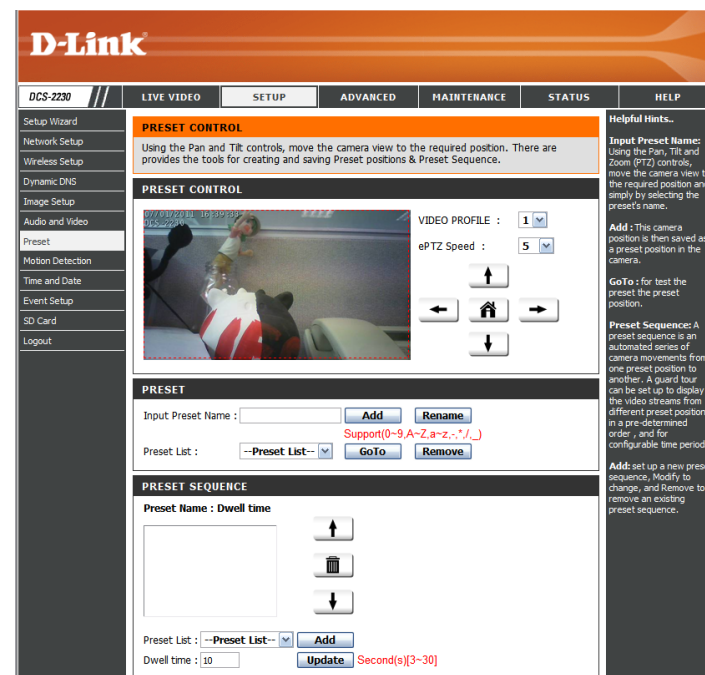 D-Link
DCS-2230
LIVE VIDEO
SETUP
ADVANCED
MAINTENANCE
STATUS
HELP
Setup Wizard
Network Setup
Wireless Setup
Dynamic DNS
Image Setup
Audio and Video
Preset
Motion Detection
Time and Date
Event Setup
SD Card
Logout
PRESET CONTROL
Using the Pan and Tilt controls, move the camera view to the required position. There are
provides the tools for creating and saving Preset positions & Preset Sequence.
PRESET CONTROL
07/01/2011 16:39:33
DCS-2230
VIDEO PROFILE :
1
ePTZ Speed :
5
PRESET
Input Preset Name :
Add
Rename
Support(0~9,A~Z,a~z,-,*,/,_)
Preset List :
--Preset List--
GoTo
Remove
PRESET SEQUENCE
Preset Name : Dwell time
Preset List :
--Preset List--
Add
Dwell time :
10
Update
Second(s)[3~30]
Helpful Hints..
Input Preset Name:
Using the Pan, Tilt and
Zoom (PTZ) controls,
move the camera view t
the required position an
simply by selecting the
preset's name.
Add : This camera
position is then saved as
a preset position in the
camera.
GoTo : for test the
preset the preset
position.
Preset Sequence: A
preset sequence is an
automated series of
camera movements from
one preset position to
another. A guard tour
can be set up to display
the video streams from
different preset position
in a pre-determined
order , and for
configurable time period
Add: set up a new pres
sequence, Modify to
change, and Remove to
remove an existing
preset sequence.